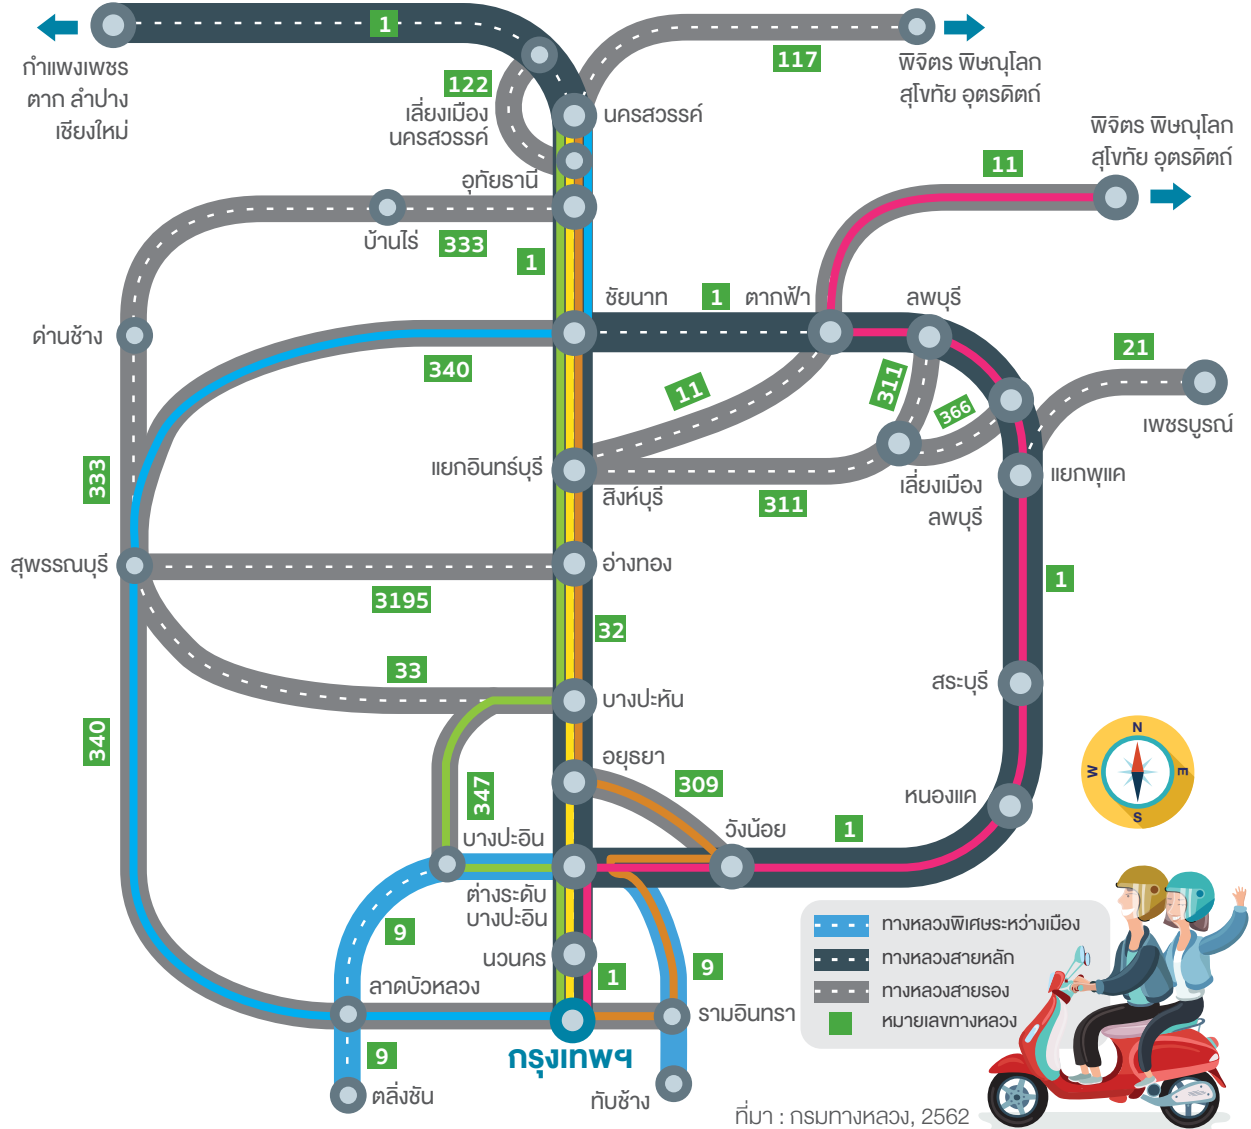 1
117
กำแพงเพชร
ตาก ลำปาง
เชียงใหม่
122
เลี่ยงเมือง
นครสวรรค์
นครสวรรค์
พิจิตร พิษณุโลก
สุโขทัย อุตรดิตถ์
พิจิตร พิษณุโลก
สุโขทัย อุตรดิตถ์
11
อุทัยธานี
บ้านไร่
333
1
ชัยนาท
1
ตากฟ้า
ลพบุรี
ด่านช้าง
340
11
311
366
21
เพชรบูรณ์
333
แยกอินทร์บุรี
สิงห์บุรี
311
เลี่ยงเมือง
ลพบุรี
แยกพุแค
สุพรรณบุรี
อ่างทอง
3195
32
1
33
บางปะหัน
สระบุรี
340
347
อยุธยา
309
หนองแค
N
W
E
S
บางปะอิน
วังน้อย
1
ต่างระดับ
บางปะอิน
9
นวนคร
1
9
ลาดบัวหลวง
รามอินทรา
กรุงเทพฯ
9
ตลิ่งชัน
ทับช้าง
ทางหลวงพิเศษระหว่างเมือง
ทางหลวงสายหลัก
ทางหลวงสายรอง
หมายเลขทางหลวง
ที่มา : กรมทางหลวง, 2562